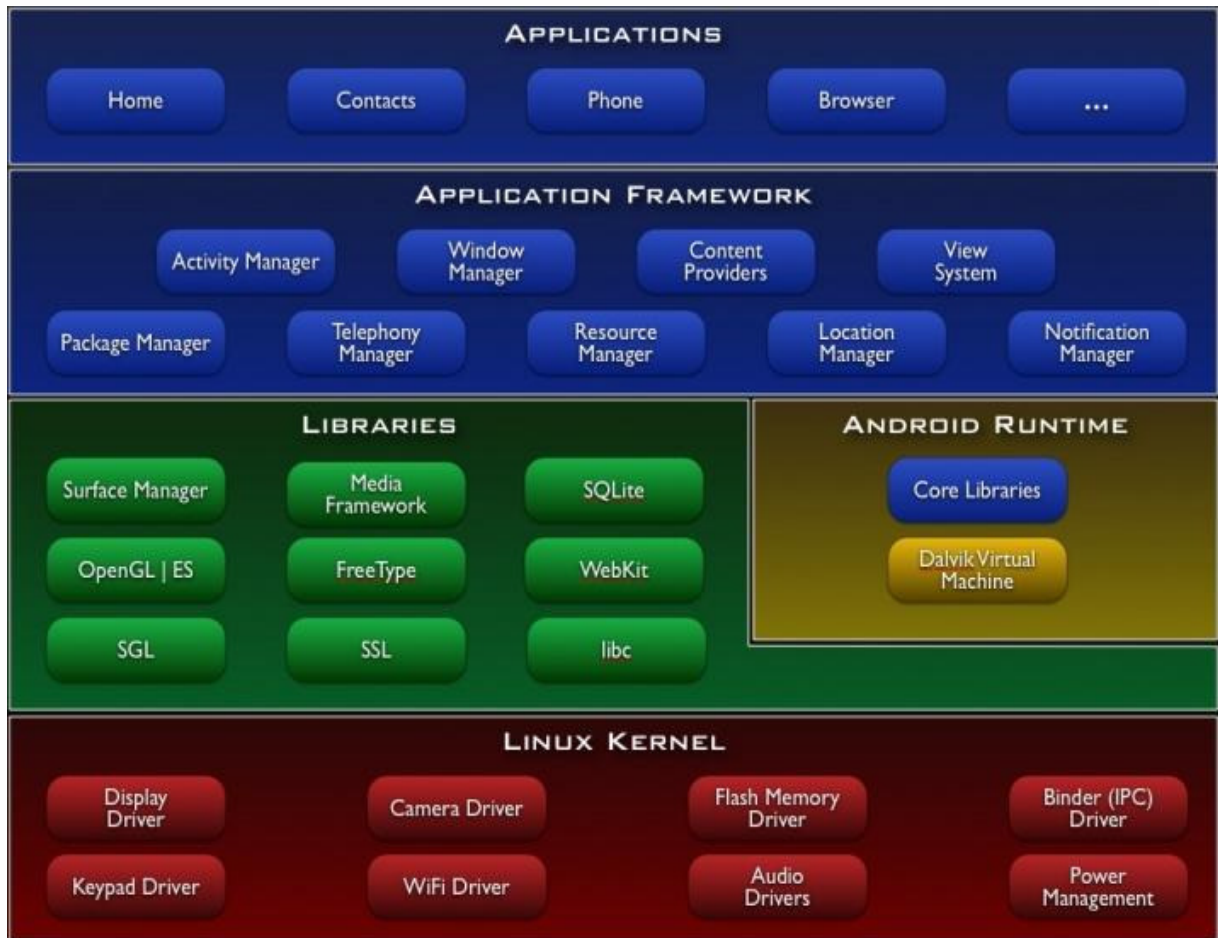 APPLICATIONS
Home
Contacts
Phone
Browser
...
APPLICATION FRAMEWORK
Activity Manager
Window
Manager
Content
Providers
View
System
Package Manager
Telephony
Manager
Resource
Manager
Location
Manager
Notification
Manager
LIBRARIES
Surface Manager
Media
Framework
SQLite
OpenGL | ES
FreeType
WebKit
SGL
SSL
libc
ANDROID RUNTIME
Core Libraries
Dalvik Virtual
Machine
LINUX KERNEL
Display
Driver
Camera Driver
Flash Memory
Driver
Binder (IPC)
Driver
Keypad Driver
WiFi Driver
Audio
Drivers
Power
Management